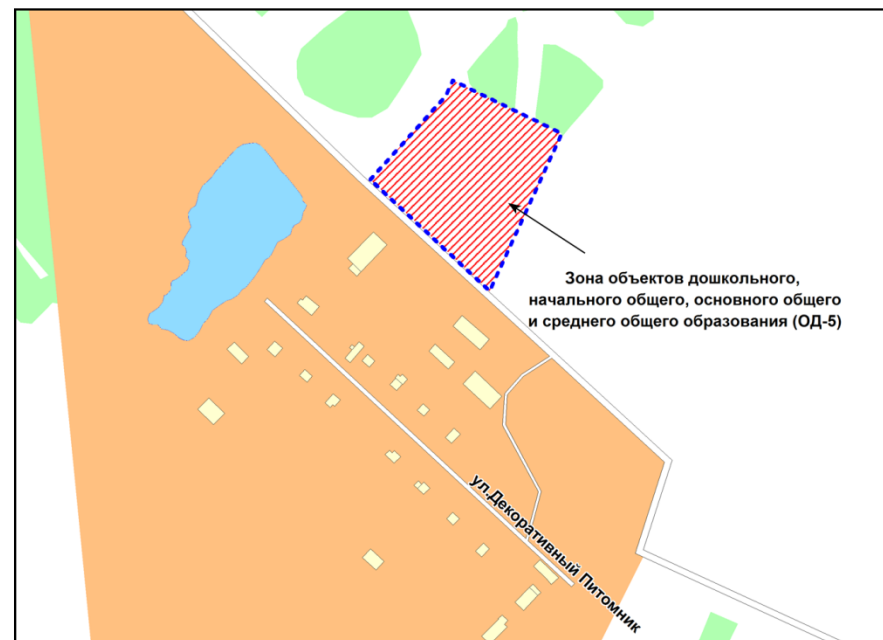 Зона объектов дошкольного,
начального общего, основного общего
и среднего общего образования (ОД-5)
ул.Декоративный Питомник